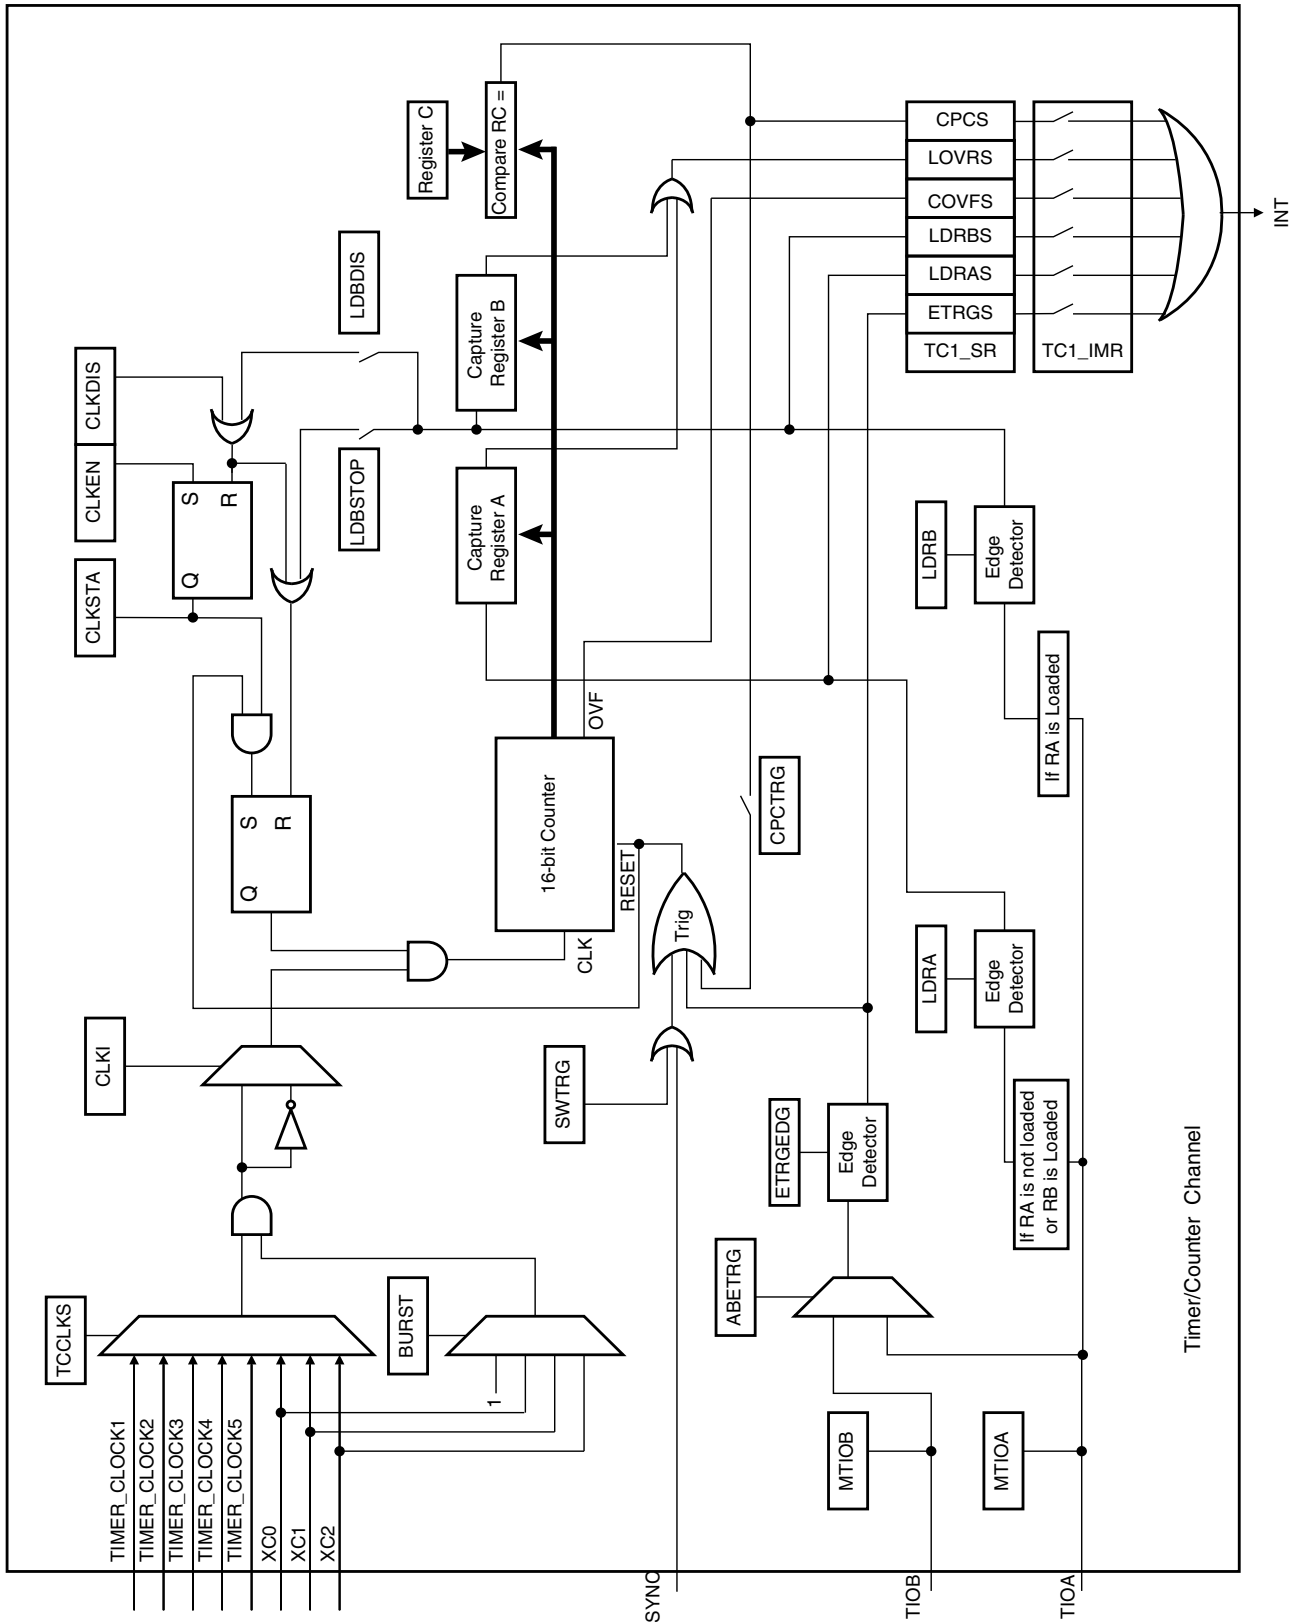 TCCLKS
TIMER_CLOCK1
TIMER_CLOCK2
TIMER_CLOCK3
TIMER_CLOCK4
TIMER_CLOCK5
XC0
XC1
XC2
BURST
1
CLKI
CLKSTA
CLKEN
CLKDIS
Q
S
R
Q
S
R
LDBSTOP
LDBDIS
SYNC
SWTRG
CLK
16-bit Counter
OVF
RESET
Trig
Capture
Register A
Capture
Register B
Register C
Compare RC =
CPCTRG
TIOB
MTIOB
TIOA
MTIOA
ABETRG
ETRGEDG
Edge
Detector
LDRA
Edge
Detector
If RA is not loaded
or RB is Loaded
LDRB
Edge
Detector
If RA is Loaded
CPCS
LOVRS
COVFS
LDRBS
LDRAS
ETRGS
TC1_SR
TC1_IMR
INT
Timer/Counter Channel